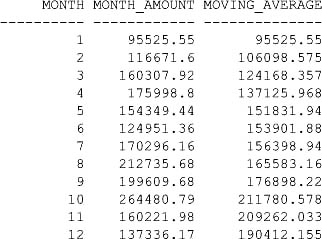 MONTH MONTH_AMOUNT MOVING_AVERAGE
---------- ------------ --------------
1 95525.55 95525.55
2 116671.6 106098.575
3 160307.92 124168.357
4 175998.8 137125.968
5 154349.44 151831.94
6 124951.36 153901.88
7 170296.16 156398.94
8 212735.68 165583.16
9 199609.68 176898.22
10 264480.79 211780.578
11 160221.98 209262.033
12 137336.17 190412.155